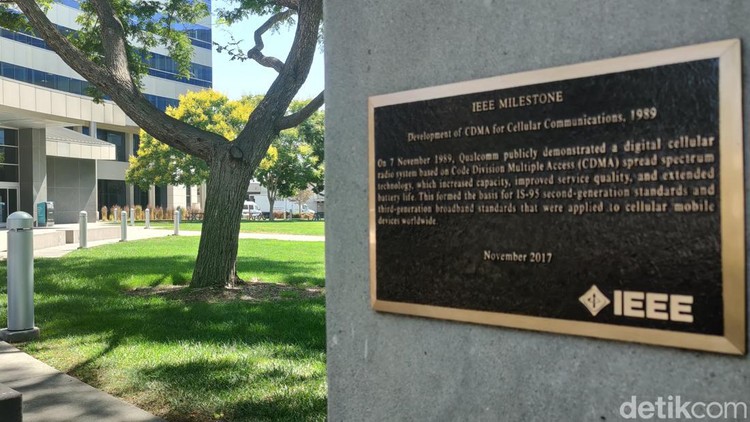 IEEE MILESTONE
Development of CDMA for Cellular Communications, 1989
On 7 November 1989, Qualcomm publicly demonstrated a digital cellular
radio system based on Code Division Multiple Access (CDMA) spread spectrum
technology, which increased capacity, improved service quality, and extended
battery life. This formed the basis for IS-95 second-generation standards and
third-generation broadband standards that were applied to cellular mobile
devices worldwide.
November 2017
IEEE
detikcom